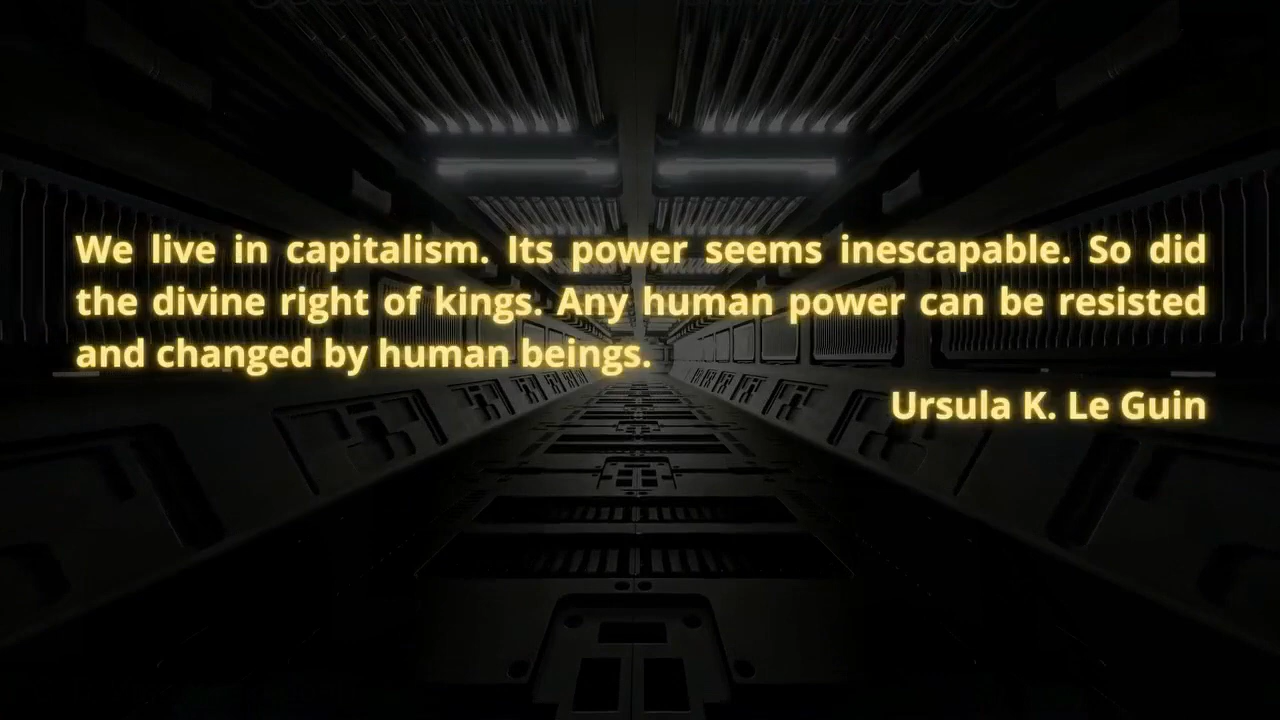 We live in capitalism. Its power seems inescapable. So did
the divine right of kings. Any human power can be resisted
and changed by human beings.
Ursula K. Le Guin